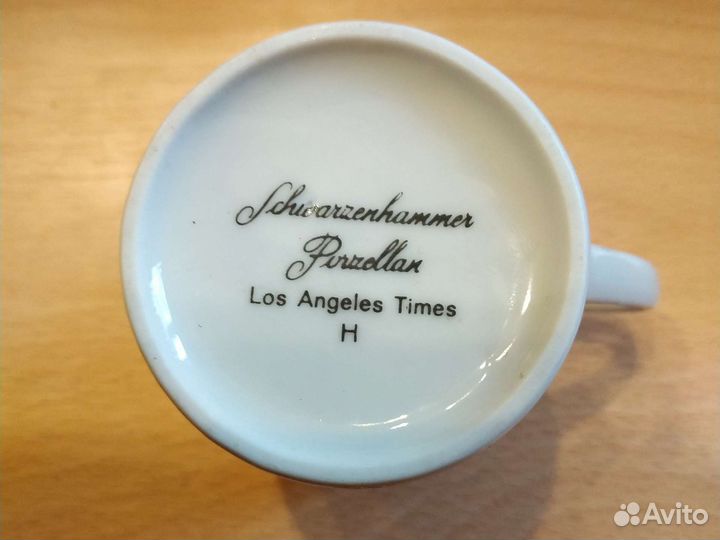 Schwarzenhammer
Porzellan
Los Angeles Times
H
Avito